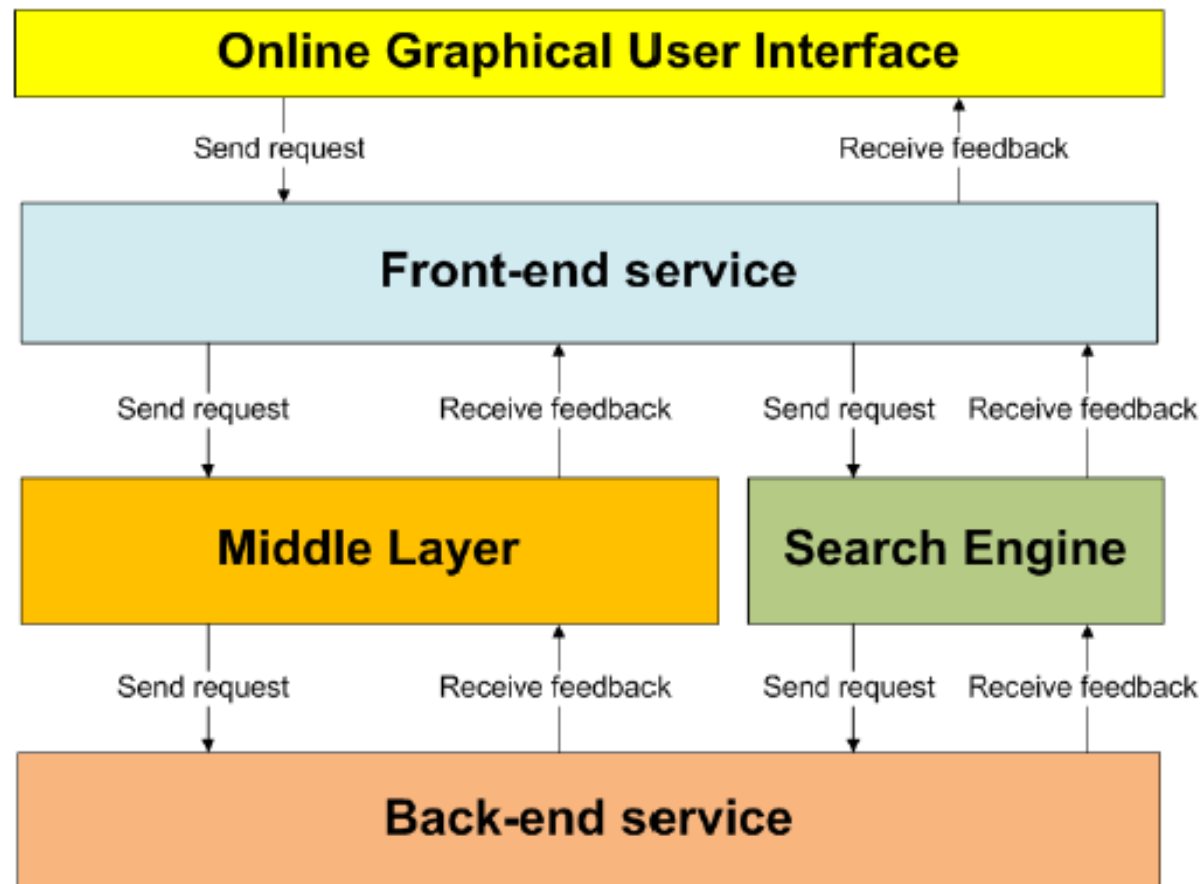 Online Graphical User Interface
Send request
Receive feedback
Front-end service
Send request
Receive feedback
Send request
Receive feedback
Middle Layer
Search Engine
Send request
Receive feedback
Send request
Receive feedback
Back-end service